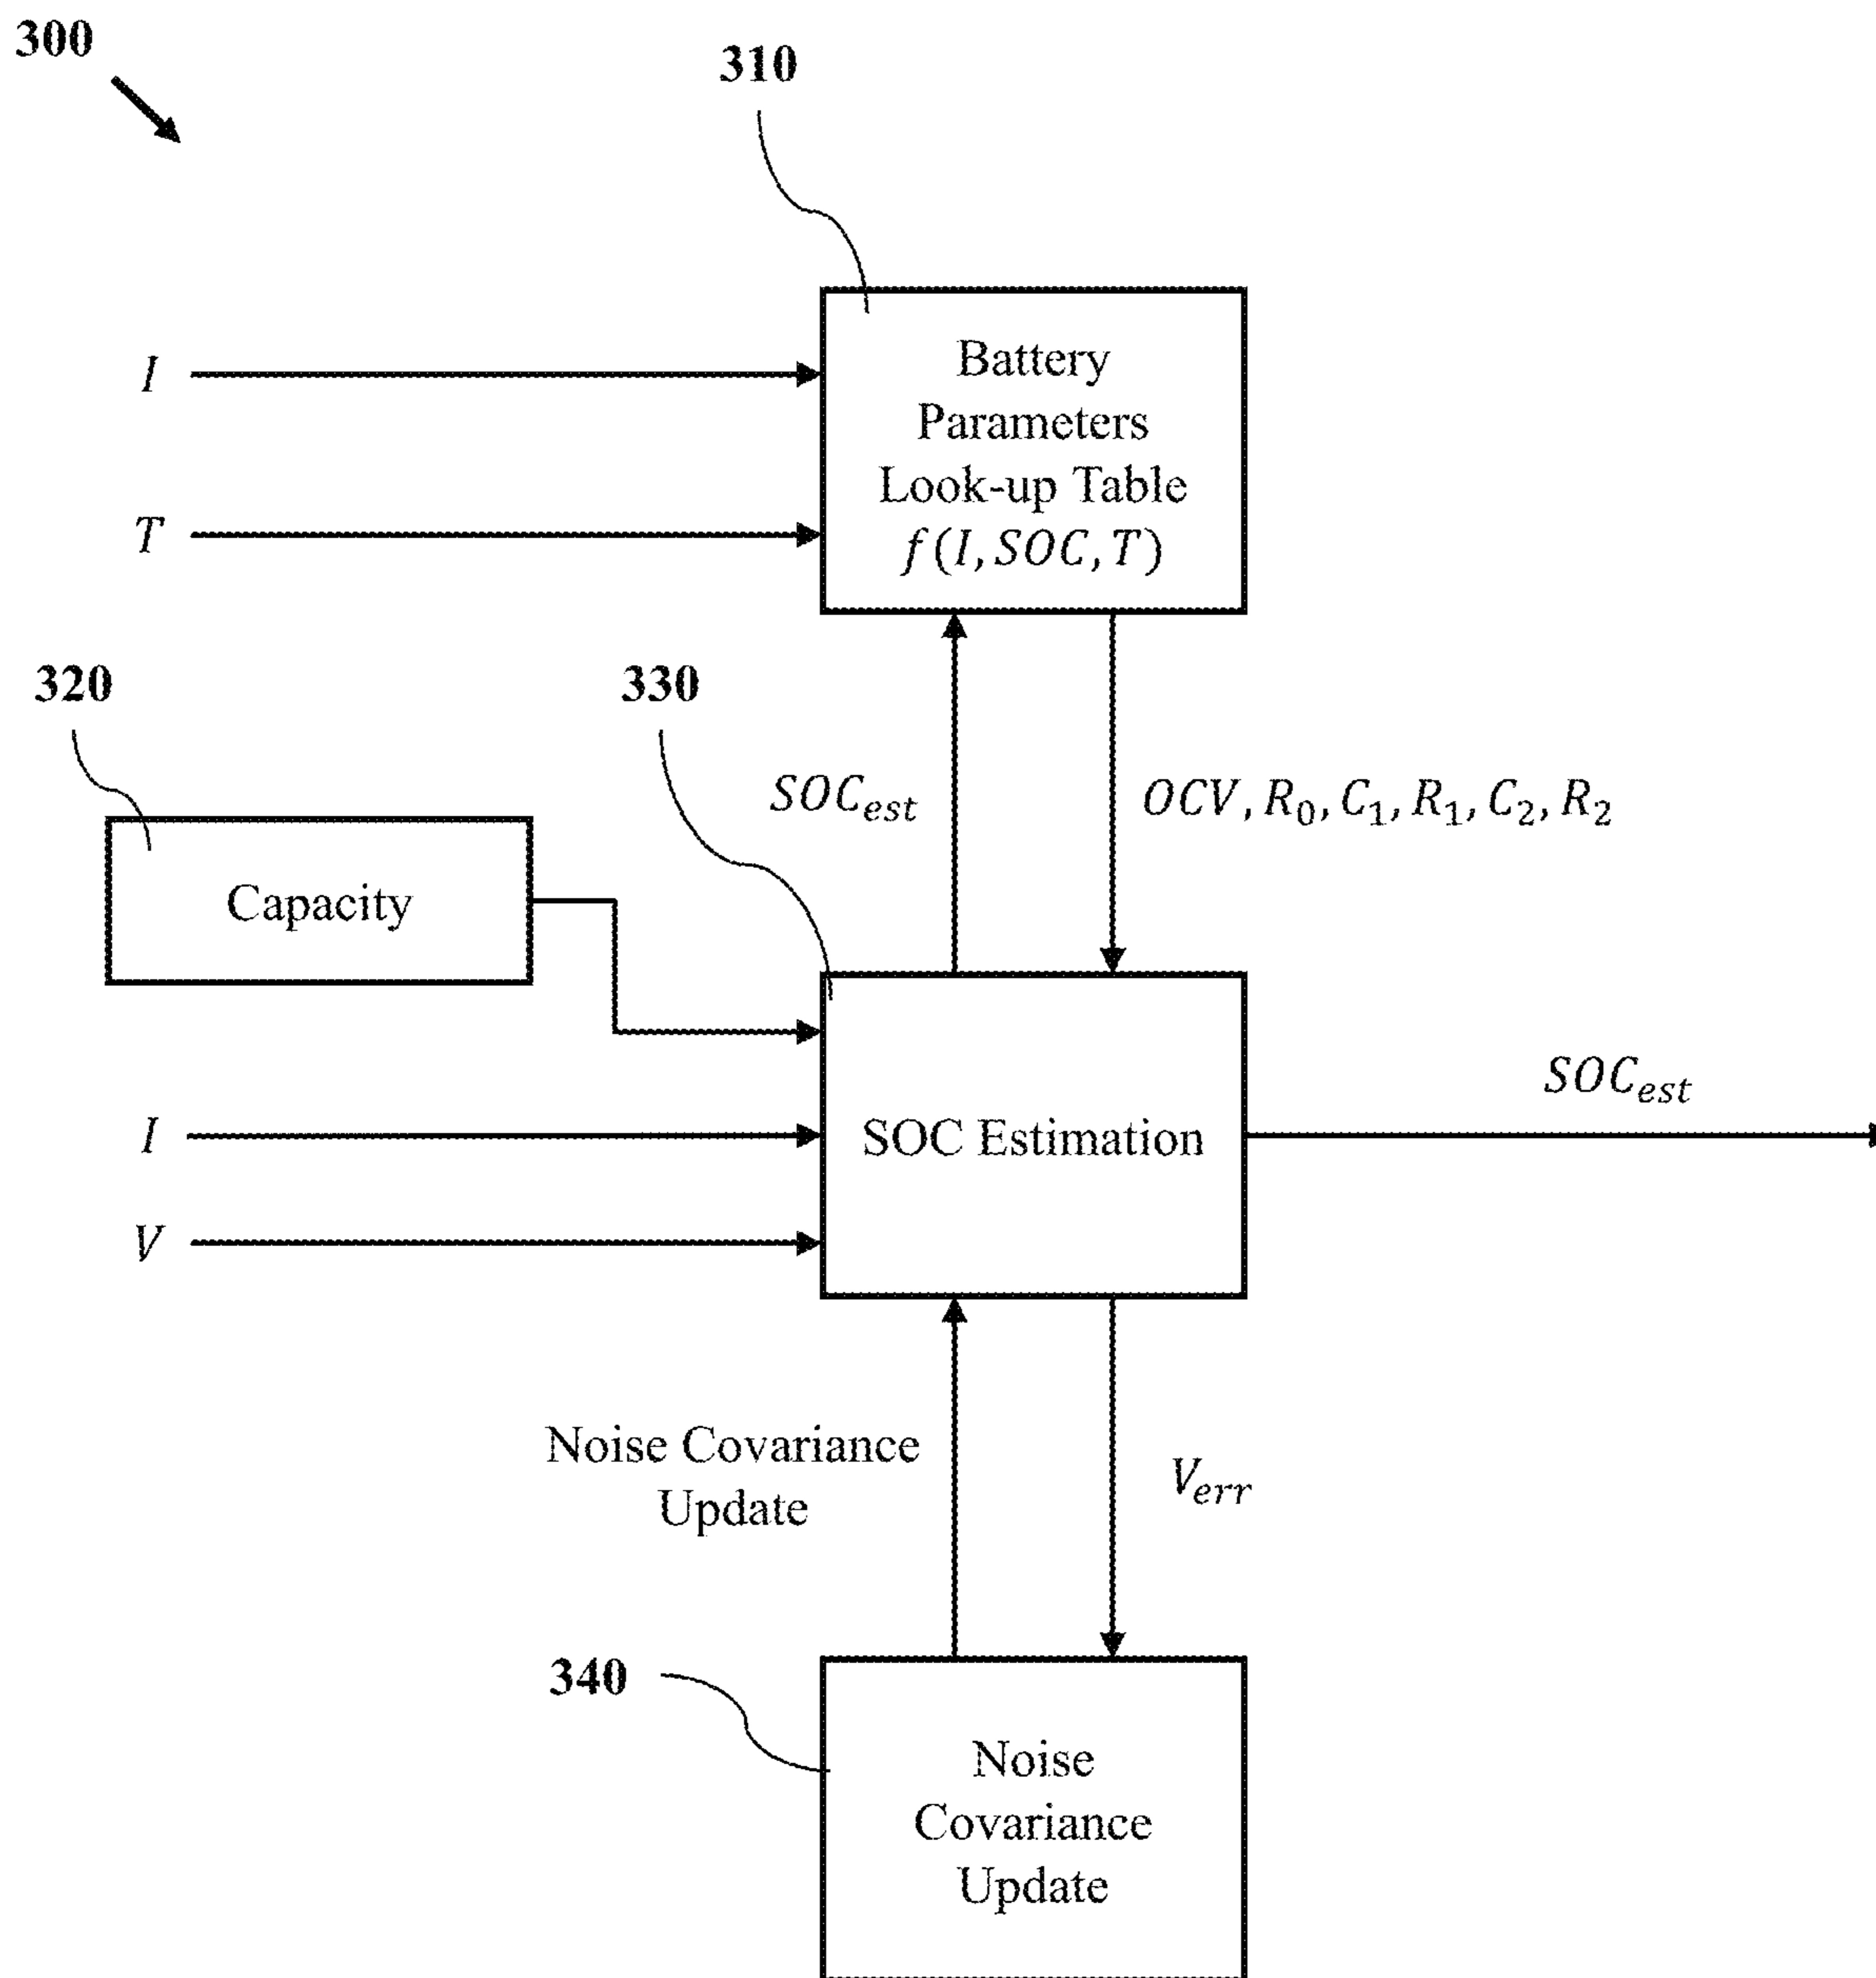 300
310
I
Battery
Parameters
Look-up Table
f(I, SOC, T)
T
320
330
SOC_est
OCV, R_0, C_1, R_1, C_2, R_2
Capacity
SOC_est
I
SOC Estimation
V
Noise Covariance
Update
V_err
340
Noise
Covariance
Update